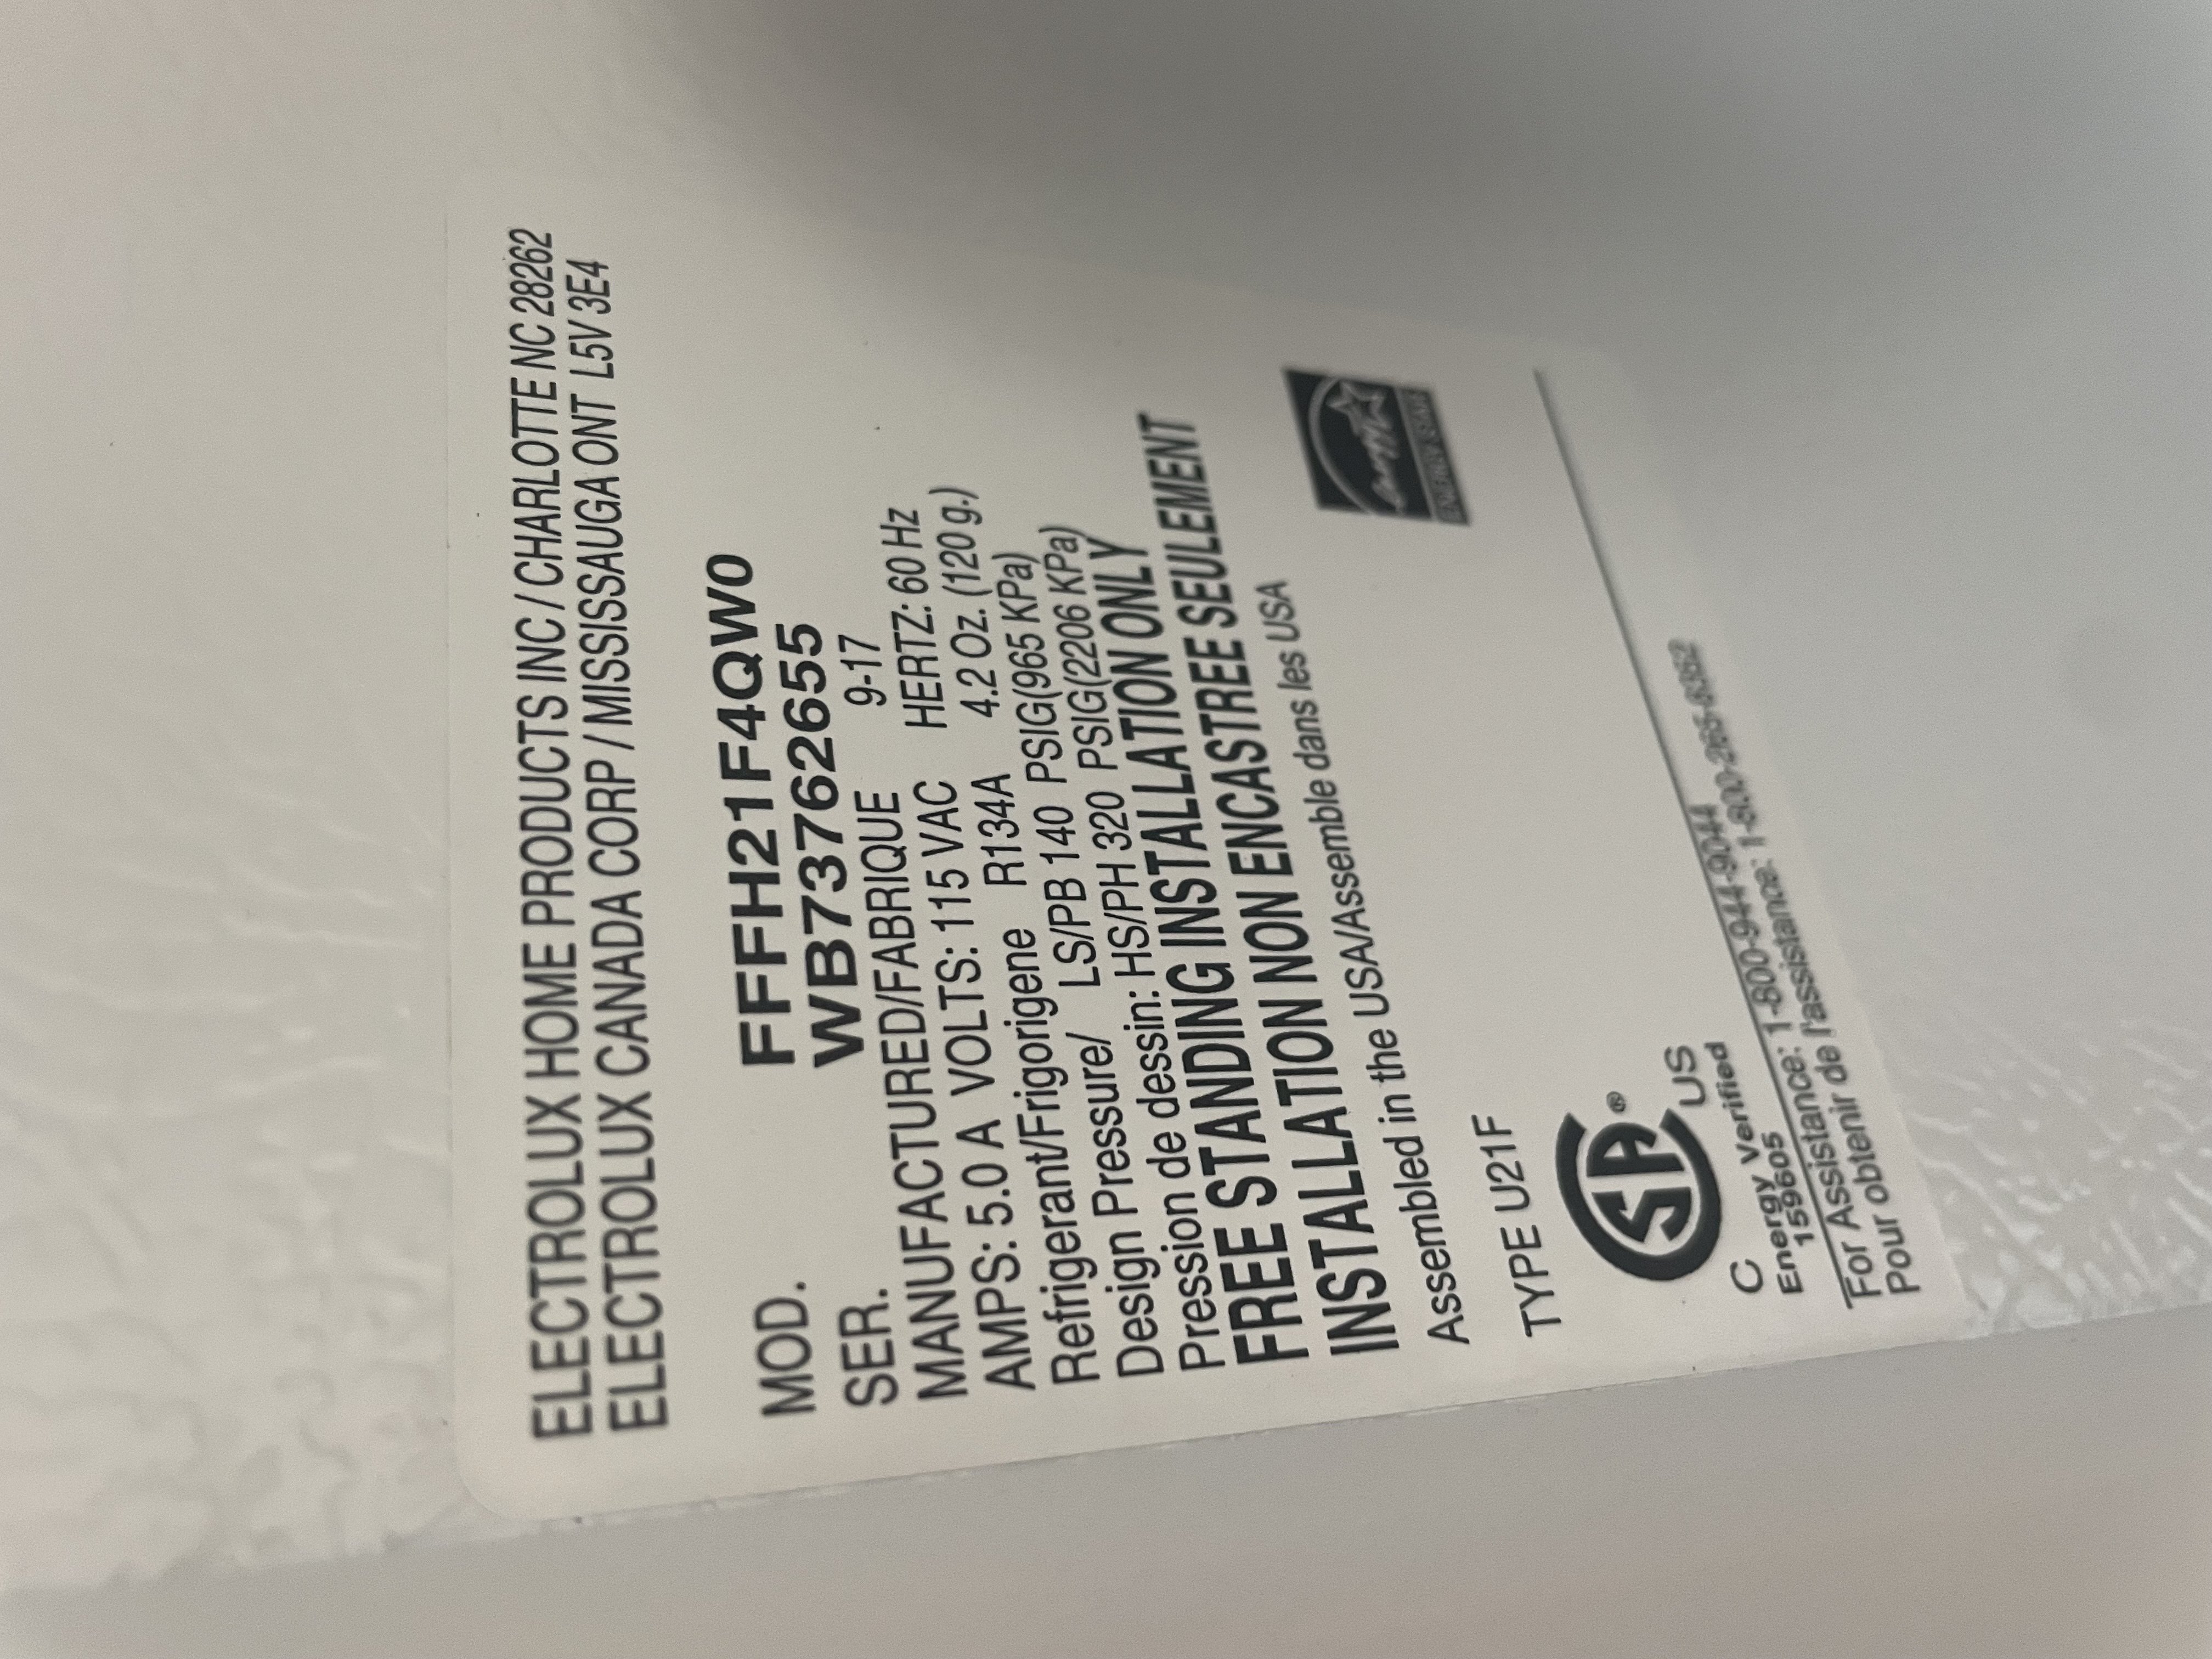 ELECTROLUX HOME PRODUCTS INC / CHARLOTTE NC 28262
ELECTROLUX CANADA CORP / MISSISSAUGA ONT L5V 3E4
MOD. FFFH21F4QW0
SER. WB73762655
MANUFACTURED/FABRIQUE 9-17
AMPS: 5.0 A VOLTS: 115 VAC HERTZ: 60 Hz
Refrigerant/Frigorigene R134A 4.2 Oz. (120 g.)
Design Pressure/ LS/PB 140 PSIG(965 KPa)
Pression de dessin: HS/PH 320 PSIG(2206 KPa)
FREE STANDING INSTALLATION ONLY
INSTALLATION NON ENCASTREE SEULEMENT
Assembled in the USA/Assemble dans les USA
ENERGY STAR
TYPE U21F
SA ®
C US
Energy Verified
159605
For Assistance: 1-800-944-9044
Pour obtenir de l'assistance: 1-800-265-8352